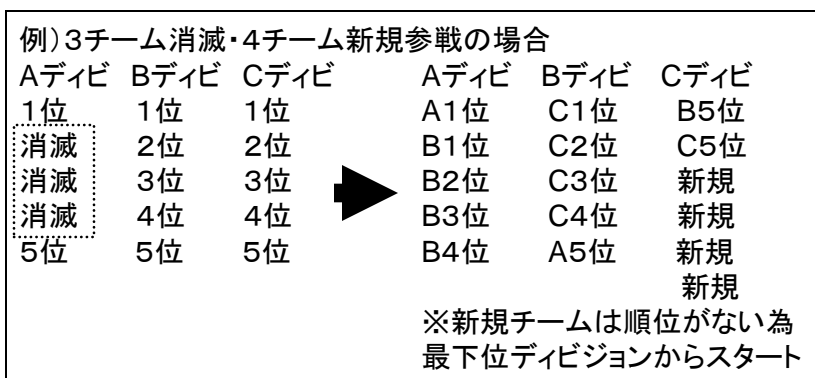 例)3チーム消滅・4チーム新規参戦の場合
Aディビ Bディビ Cディビ Aディビ Bディビ Cディビ
1位 1位 1位 A1位 C1位 B5位
消滅 2位 2位 B1位 C2位 C5位
消滅 3位 3位 B2位 C3位 新規
消滅 4位 4位 B3位 C4位 新規
5位 5位 5位 B4位 A5位 新規
新規
※新規チームは順位がない為
最下位ディビジョンからスタート